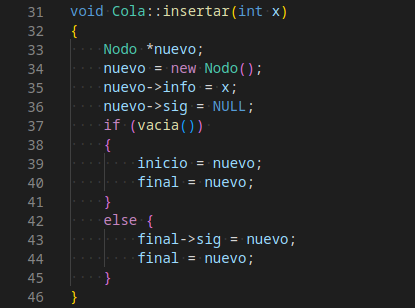 31 void Cola::insertar(int x)
32 {
33     Nodo *nuevo;
34     nuevo = new Nodo();
35     nuevo->info = x;
36     nuevo->sig = NULL;
37     if (vacia())
38     {
39         inicio = nuevo;
40         final = nuevo;
41     }
42     else {
43         final->sig = nuevo;
44         final = nuevo;
45     }
46 }